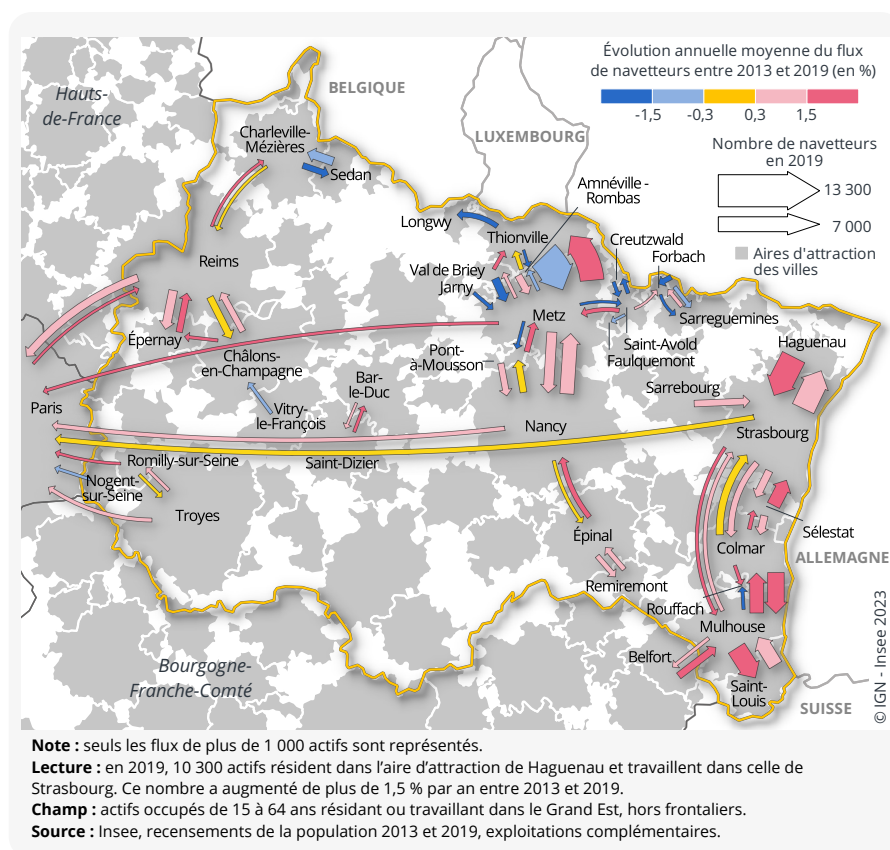 Évolution annuelle moyenne du flux
de navetteurs entre 2013 et 2019 (en %)
-1,5
-0,3
0,3
1,5
Nombre de navetteurs
en 2019
13 300
7 000
Aires d'attraction
des villes
Hauts-
de-France
BELGIQUE
LUXEMBOURG
Charleville-
Mézières
Sedan
Amnéville -
Rombas
Longwy
Thionville
Creutzwald
Forbach
Reims
Val de Briey
Jarny
Metz
Sarreguemines
Épernay
Châlons-
en-Champagne
Pont-
à-Mousson
Saint-Avold
Faulquemont
Haguenau
Bar-
le-Duc
Sarrebourg
Paris
Vitry-
le-François
Nancy
Strasbourg
Romilly-sur-Seine
Saint-Dizier
Nogent-
sur-Seine
Troyes
Épinal
Sélestat
Colmar
ALLEMAGNE
Remiremont
Rouffach
Mulhouse
Belfort
Bourgogne-
Franche-Comté
Saint-
Louis
SUISSE
© IGN - Insee 2023
Note : seuls les flux de plus de 1 000 actifs sont représentés.
Lecture : en 2019, 10 300 actifs résident dans l'aire d'attraction de Haguenau et travaillent dans celle de
Strasbourg. Ce nombre a augmenté de plus de 1,5 % par an entre 2013 et 2019.
Champ : actifs occupés de 15 à 64 ans résidant ou travaillant dans le Grand Est, hors frontaliers.
Source : Insee, recensements de la population 2013 et 2019, exploitations complémentaires.